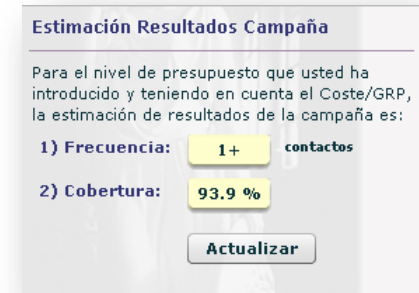 Estimación Resultados Campaña
Para el nivel de presupuesto que usted ha
introducido y teniendo en cuenta el Coste/GRP,
la estimación de resultados de la campaña es:
1) Frecuencia: 1+ contactos
2) Cobertura: 93.9 %
Actualizar